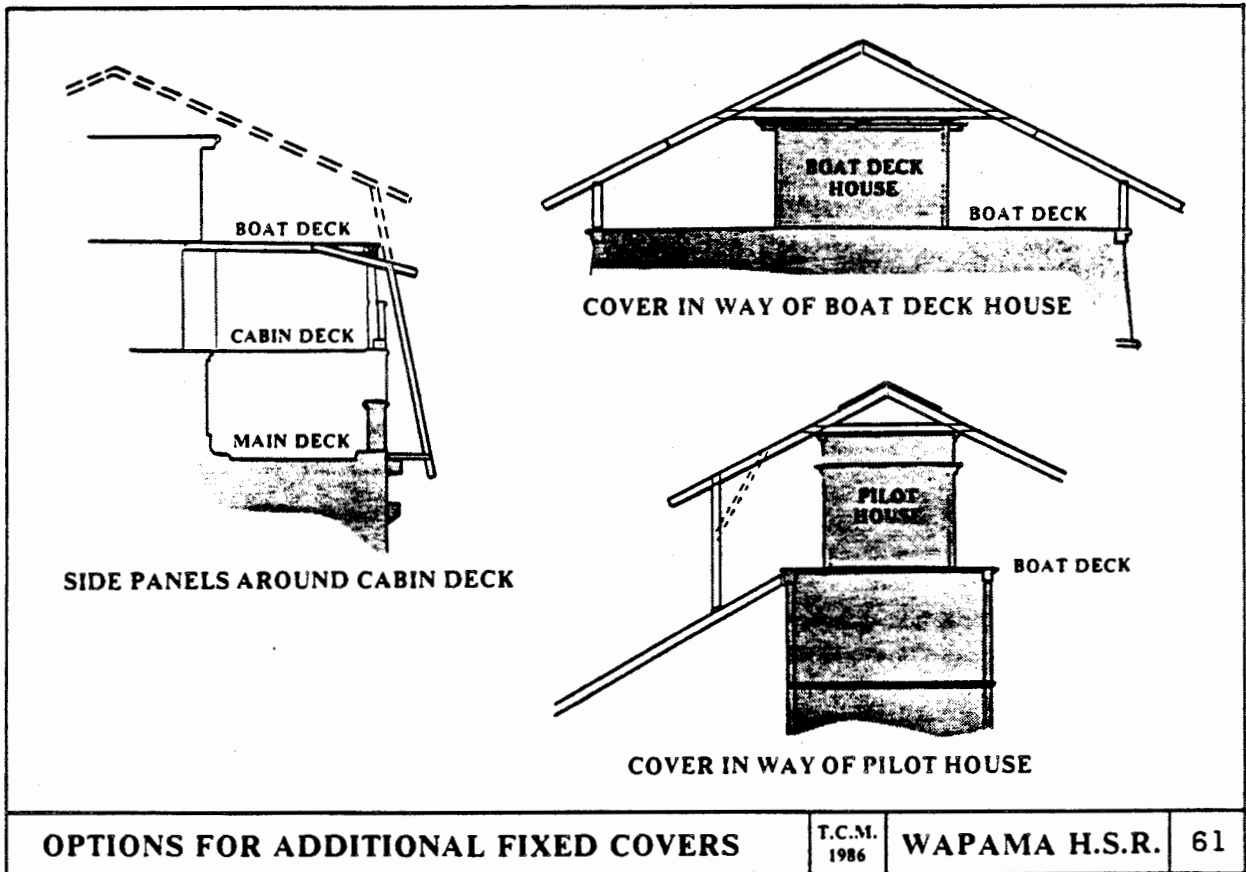 BOAT DECK
CABIN DECK
MAIN DECK
SIDE PANELS AROUND CABIN DECK
BOAT DECK
HOUSE
BOAT DECK
COVER IN WAY OF BOAT DECK HOUSE
PILOT
HOUSE
BOAT DECK
COVER IN WAY OF PILOT HOUSE
OPTIONS FOR ADDITIONAL FIXED COVERS
T.C.M.
1986
WAPAMA H.S.R.
61